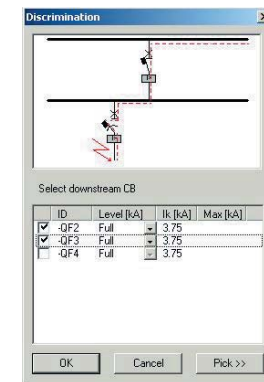 Discrimination
Select downstream CB
ID Level [kA] Ik [kA] Max [kA]
-QF2 Full 3.75
-QF3 Full 3.75
-QF4 Full 3.75
OK Cancel Pick >>